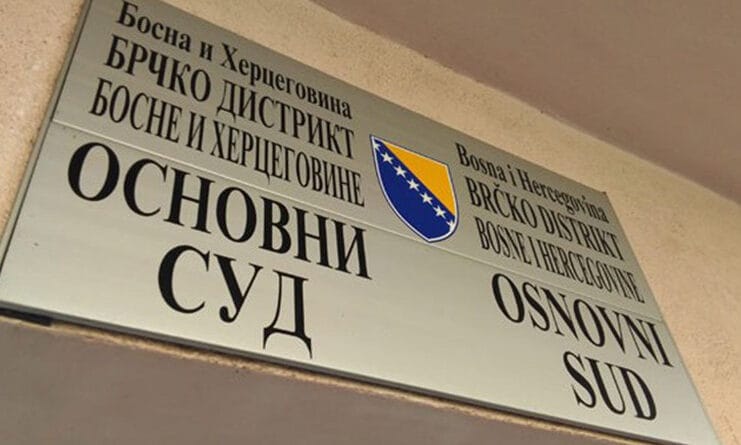 Босна и Херцеговина
БРЧКО ДИСТРИКТ
БОСНЕ И ХЕРЦЕГОВИНЕ
ОСНОВНИ
СУД
Bosna i Hercegovina
BRČKO DISTRIKT
BOSNE I HERCEGOVINE
OSNOVNI
SUD